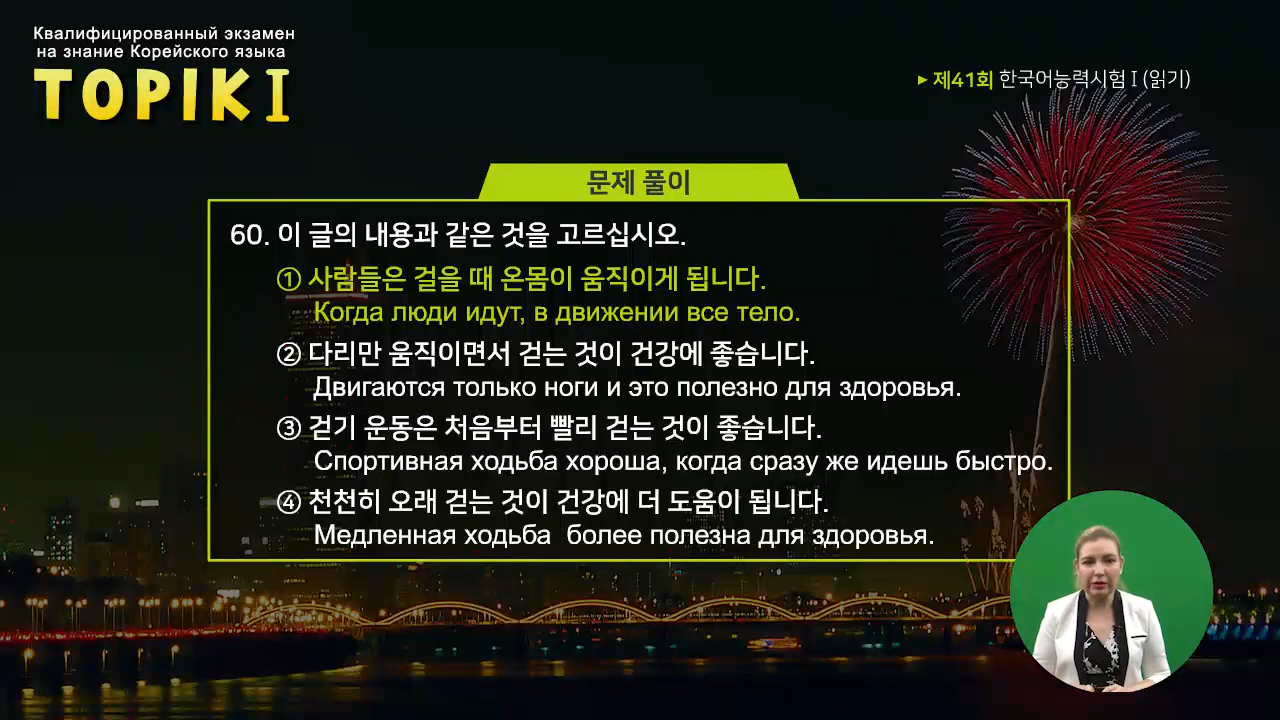 Квалифицированный экзамен
на знание Корейского языка
TOPIK I
▶ 제41회 한국어능력시험 I (읽기)
문제 풀이
60. 이 글의 내용과 같은 것을 고르십시오.
① 사람들은 걸을 때 온몸이 움직이게 됩니다.
Когда люди идут, в движении все тело.
② 다리만 움직이면서 걷는 것이 건강에 좋습니다.
Двигаются только ноги и это полезно для здоровья.
③ 걷기 운동은 처음부터 빨리 걷는 것이 좋습니다.
Спортивная ходьба хороша, когда сразу же идешь быстро.
④ 천천히 오래 걷는 것이 건강에 더 도움이 됩니다.
Медленная ходьба  более полезна для здоровья.